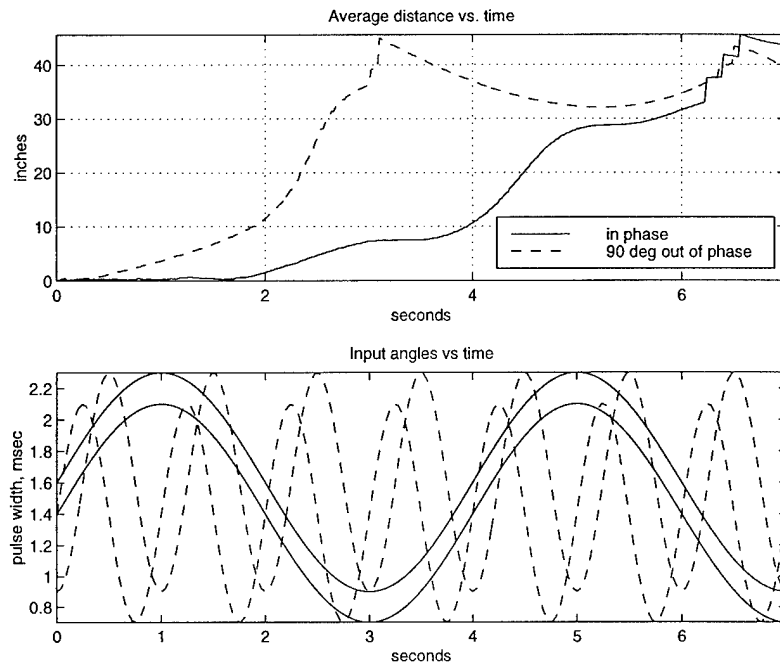 Average distance vs. time
40
30
20
10
0
inches
0 2 4 6
seconds
in phase
90 deg out of phase
Input angles vs time
2.2
2
1.8
1.6
1.4
1.2
1
0.8
pulse width, msec
0 1 2 3 4 5 6
seconds